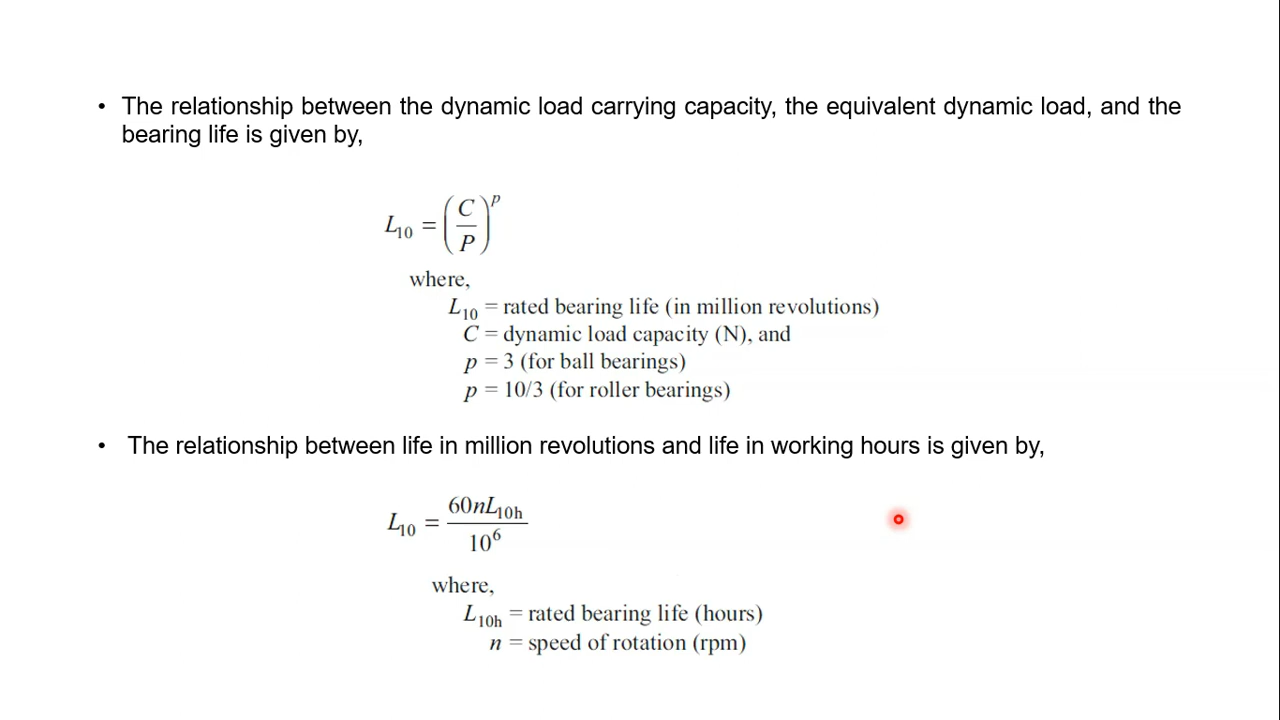 • The relationship between the dynamic load carrying capacity, the equivalent dynamic load, and the
bearing life is given by,
L₁₀ = (C/P)ᵖ
where,
L₁₀ = rated bearing life (in million revolutions)
C = dynamic load capacity (N), and
p = 3 (for ball bearings)
p = 10/3 (for roller bearings)
• The relationship between life in million revolutions and life in working hours is given by,
L₁₀ = 60nL₁₀ₕ/10⁶
where,
L₁₀ₕ = rated bearing life (hours)
n = speed of rotation (rpm)